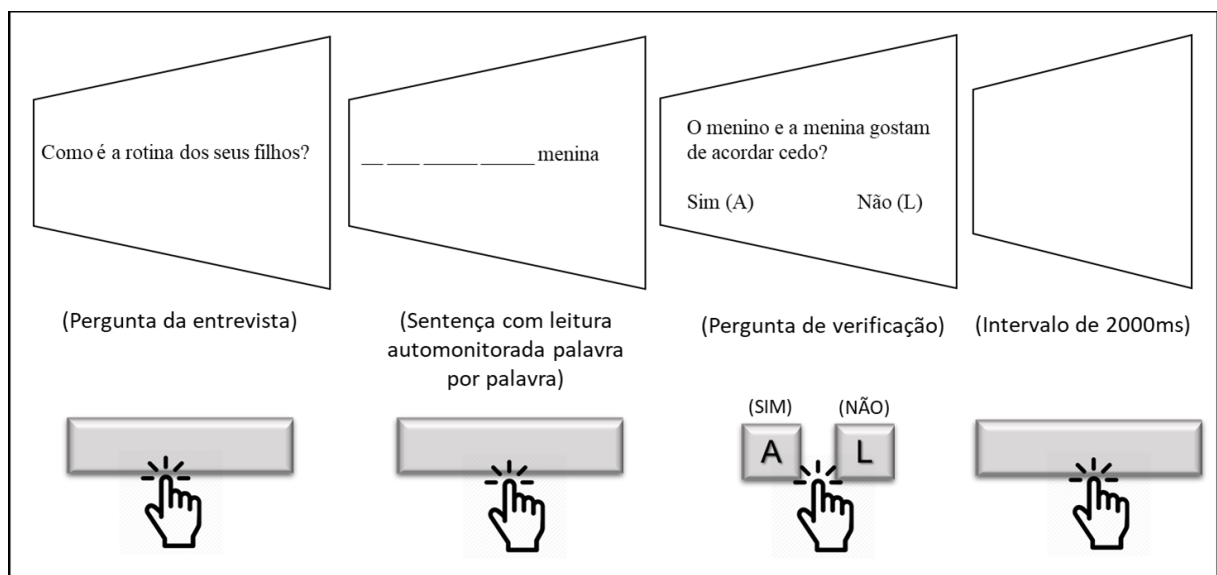 Como é a rotina dos seus filhos?
__ ___ _____ _____ menina
O menino e a menina gostam
de acordar cedo?
Sim (A) Não (L)
(Pergunta da entrevista)
(Sentença com leitura
automonitorada palavra
por palavra)
(Pergunta de verificação)
(Intervalo de 2000ms)
(SIM) (NÃO)
A L